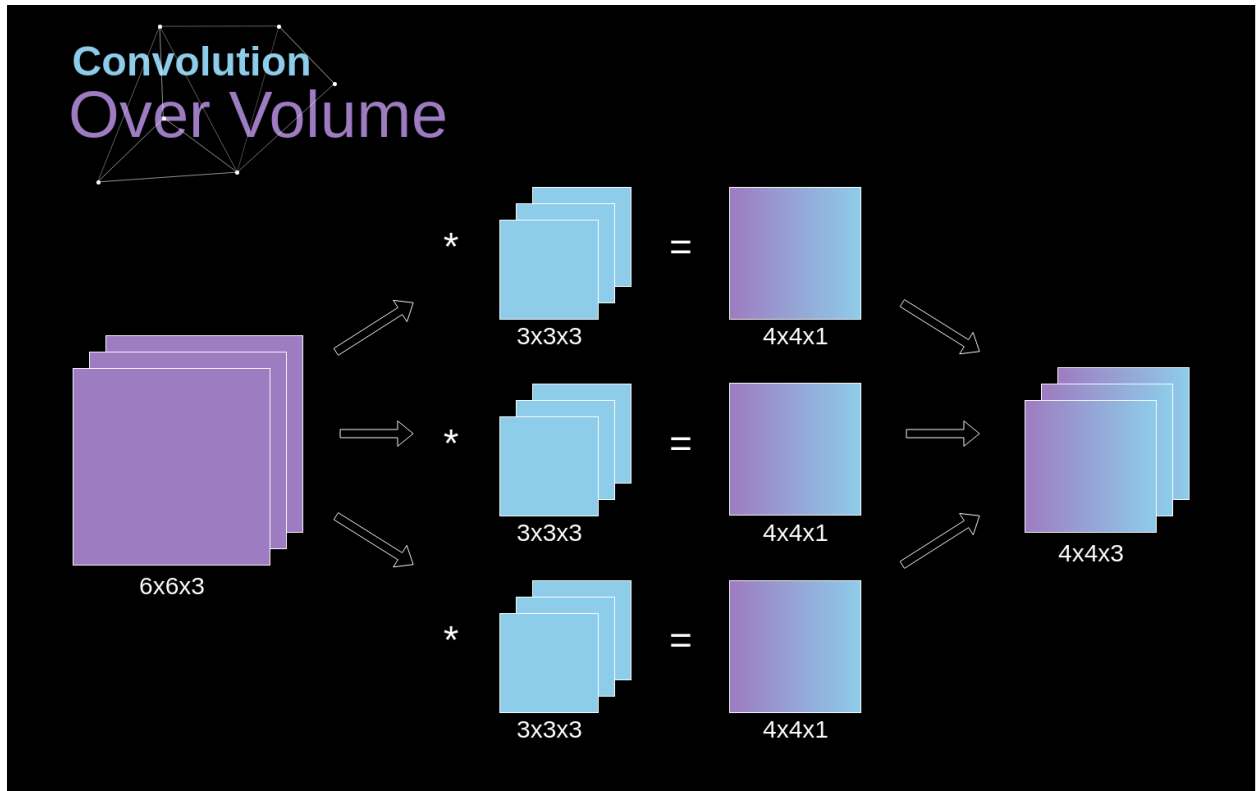 Convolution
Over Volume
* =
3x3x3 4x4x1
6x6x3
* =
3x3x3 4x4x1
4x4x3
* =
3x3x3 4x4x1